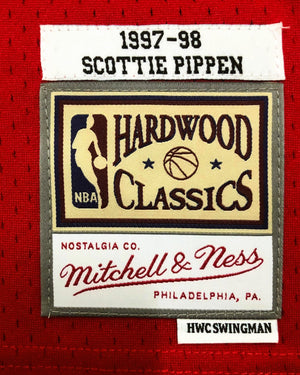 1997-98
SCOTTIE PIPPEN
HARDWOOD
NBA
CLASSICS
NOSTALGIA CO.
Mitchell & Ness
PHILADELPHIA, PA.
HWC SWINGMAN